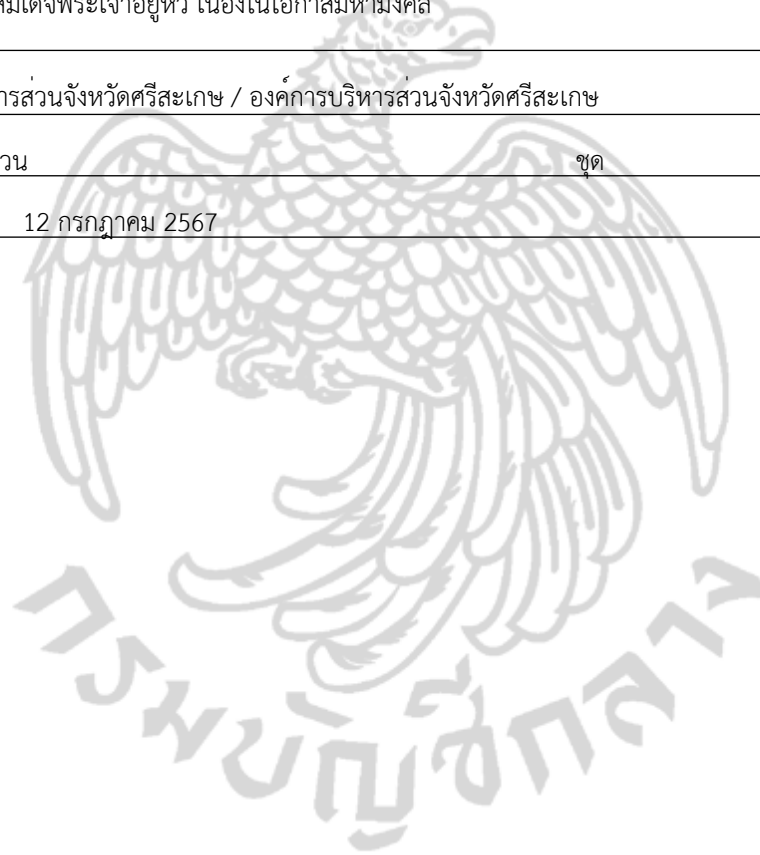 สมเด็จพระเจ้าอยู่หัว เนื่องในโอกาสมหามงคล
ารส่วนจังหวัดศรีสะเกษ / องค์การบริหารส่วนจังหวัดศรีสะเกษ
วน ชุด
12 กรกฎาคม 2567
กรมบัญชีกลาง